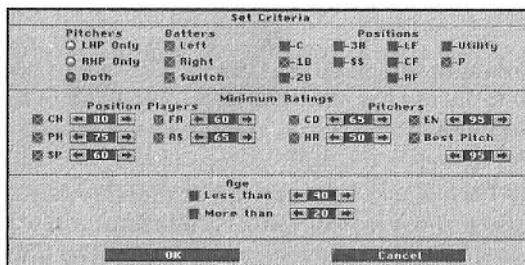 Set Criteria
Pitchers
LHP Only
RHP Only
Both
Batters
Left
Right
Switch
Positions
-C
-1B
-2B
-3B
-SS
-LF
-CF
-RF
-Utility
-P
Minimum Ratings
Position Players
CH 80
PH 75
SP 60
FA 60
AS 65
Pitchers
CO 65
HR 50
EN 95
Best Pitch
95
Age
Less than 40
More than 20
OK
Cancel